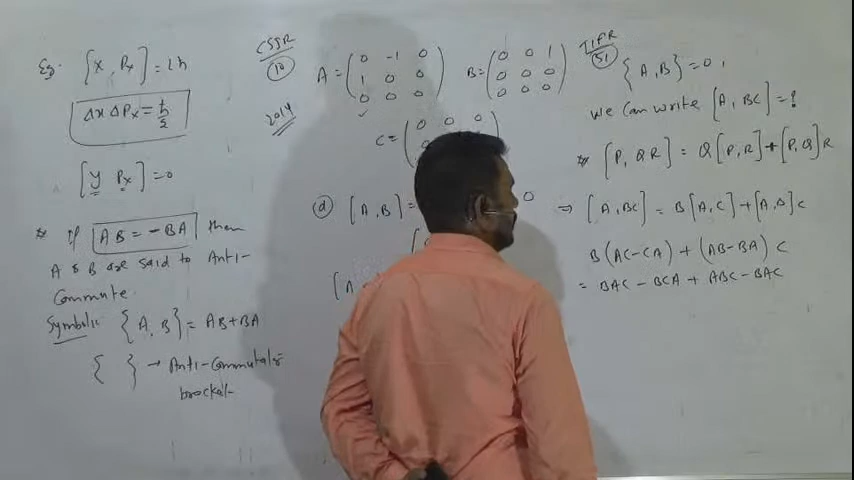 Eg. {x, Px] = iħ
Δx ΔPx = ħ/2
[y Px] = 0
** if AB = -BA then
A & B are said to Anti-
Commute.
Symbolic {A, B} = AB+BA
{ } → Anti-Commutator
bracket
CSIR
10
2014
A = ( 0 -1 0
1 0 0
0 0 0 )
B = ( 0 0 1
0 0 0
0 0 0 )
C = ( 0 0 0
(d) [A, B] = 0
[A
TIFR
(51) {A, B} = 0,
we can write [A, BC] = ?
** [P, QR] = Q[P, R] + [P, Q]R
⇒ [A, BC] = B[A, C] + [A, B]C
B(AC-CA) + (AB-BA)C
= BAC - BCA + ABC - BAC